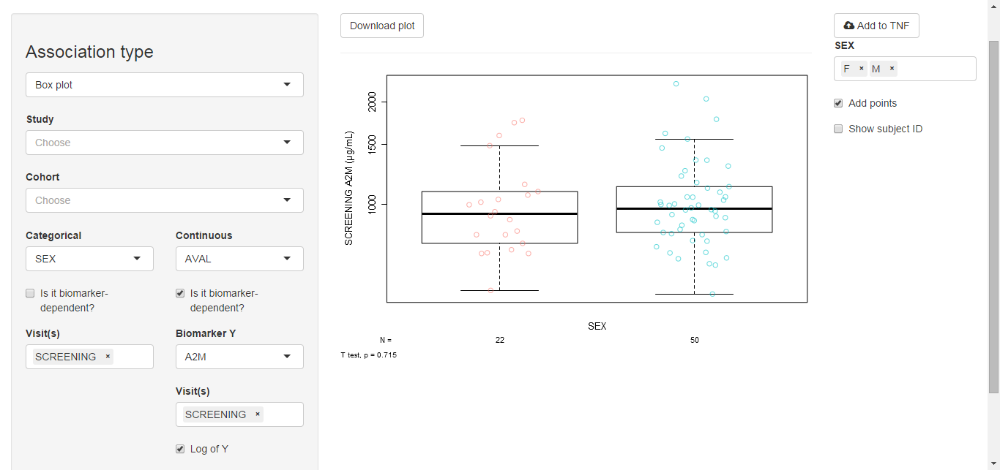 Association type
Box plot
Study
Choose
Cohort
Choose
Categorical
Continuous
SEX
AVAL
Is it biomarker-
dependent?
Is it biomarker-
dependent?
Visit(s)
Biomarker Y
SCREENING ×
A2M
Visit(s)
SCREENING ×
Log of Y
Download plot
SCREENING A2M (µg/mL)
2000
1500
1000
SEX
N = 22 50
T test, p = 0.715
Add to TNF
SEX
F × M ×
Add points
Show subject ID